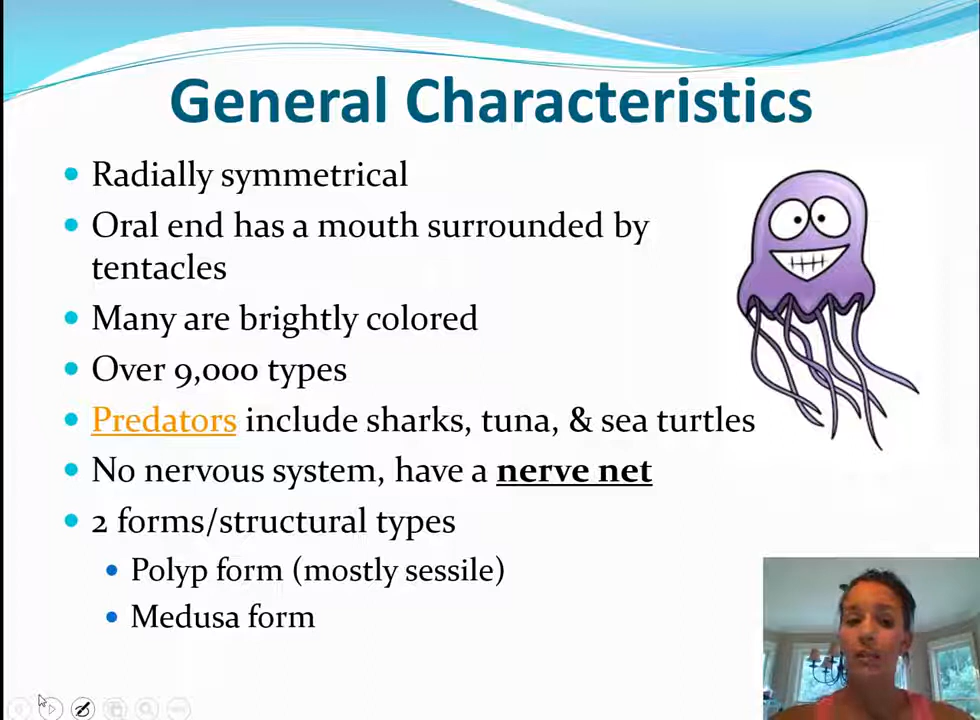 General Characteristics
Radially symmetrical
Oral end has a mouth surrounded by
tentacles
Many are brightly colored
Over 9,000 types
Predators include sharks, tuna, & sea turtles
No nervous system, have a nerve net
2 forms/structural types
Polyp form (mostly sessile)
Medusa form